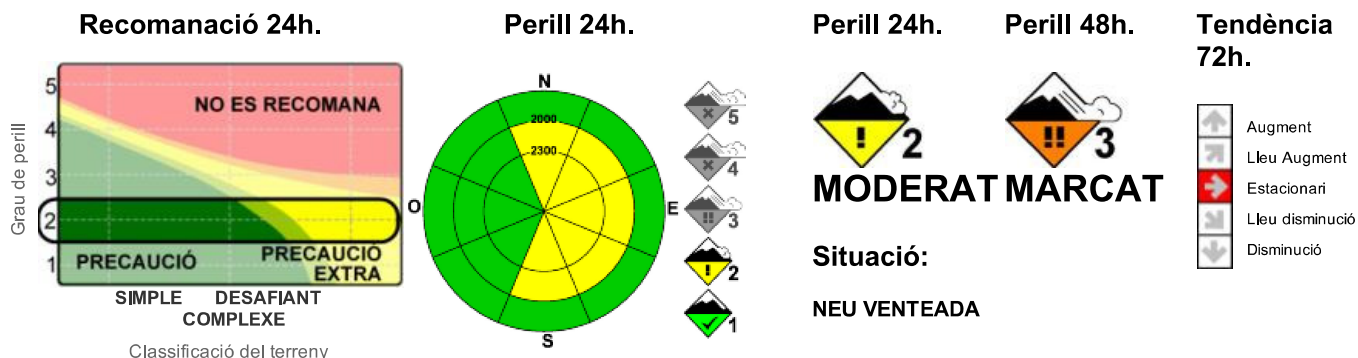 Recomanació 24h.
Perill 24h.
Perill 24h.
Perill 48h.
Tendència
72h.
Grau de perill
5
4
3
2
1
NO ES RECOMANA
PRECAUCIÓ
PRECAUCIÓ
EXTRA
SIMPLE
DESAFIANT
COMPLEXE
Classificació del terreny
N
2000
2300
O
E
S
5
4
3
2
1
2
MODERAT
3
MARCAT
Situació:
NEU VENTEADA
Augment
Lleu Augment
Estacionari
Lleu disminució
Disminució